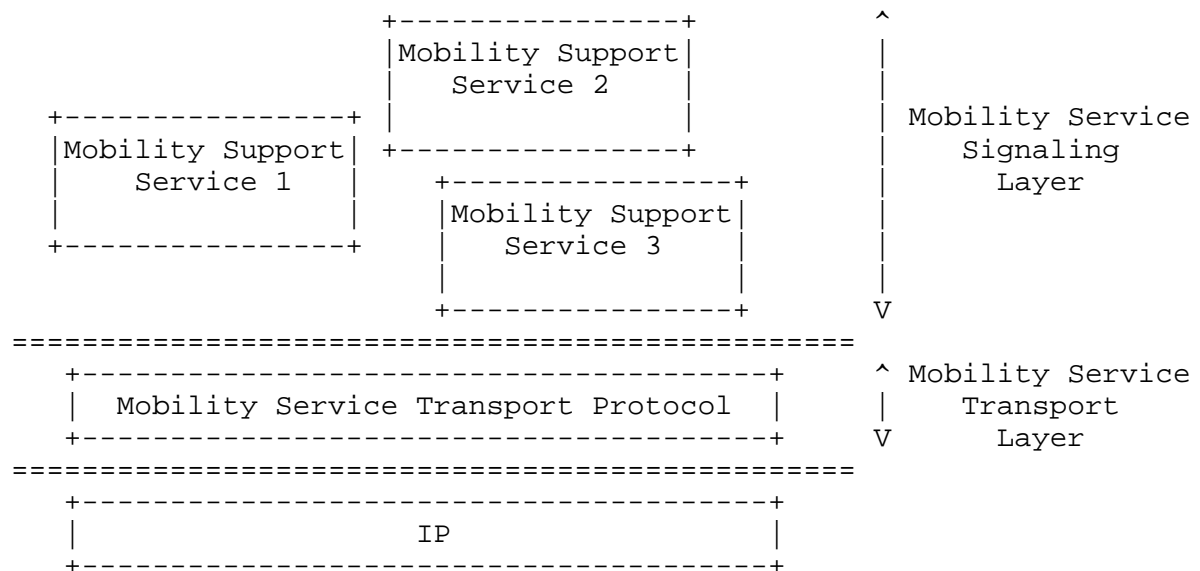 Mobility Support
Service 2
Mobility Support
Service 1
Mobility Support
Service 3
Mobility Service
Signaling
Layer
Mobility Service Transport Protocol
Mobility Service
Transport
Layer
IP